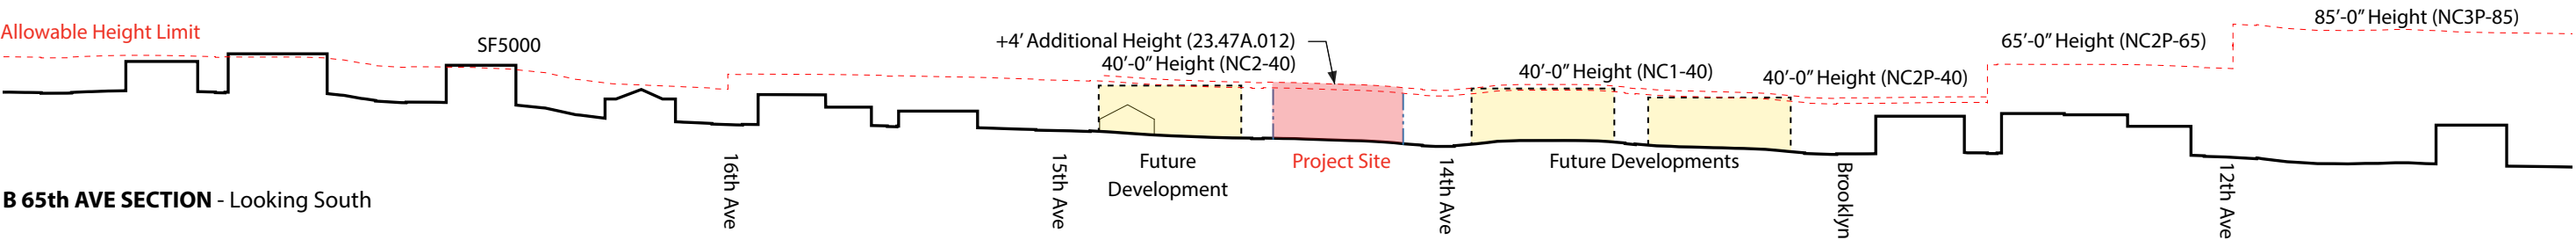 Allowable Height Limit
SF5000
+4’ Additional Height (23.47A.012)
40’-0” Height (NC2-40)
40’-0” Height (NC1-40)
40’-0” Height (NC2P-40)
65’-0” Height (NC2P-65)
85’-0” Height (NC3P-85)
16th Ave
15th Ave
Future
Development
Project Site
14th Ave
Future Developments
Brooklyn
12th Ave
B 65th AVE SECTION - Looking South